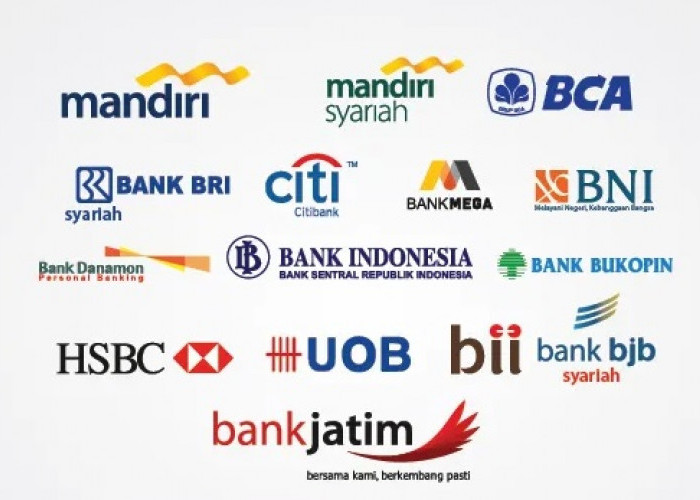 mandiri
mandiri
syariah
BCA
BANK BRI
syariah
citi
Citibank
TM
BANKMEGA
BNI
Melayani Negeri, Kebanggaan Bangsa
Bank Danamon
Personal Banking
BANK INDONESIA
BANK SENTRAL REPUBLIK INDONESIA
BANK BUKOPIN
HSBC
UOB
bii
bank bjb
syariah
bankjatim
bersama kami, berkembang pasti